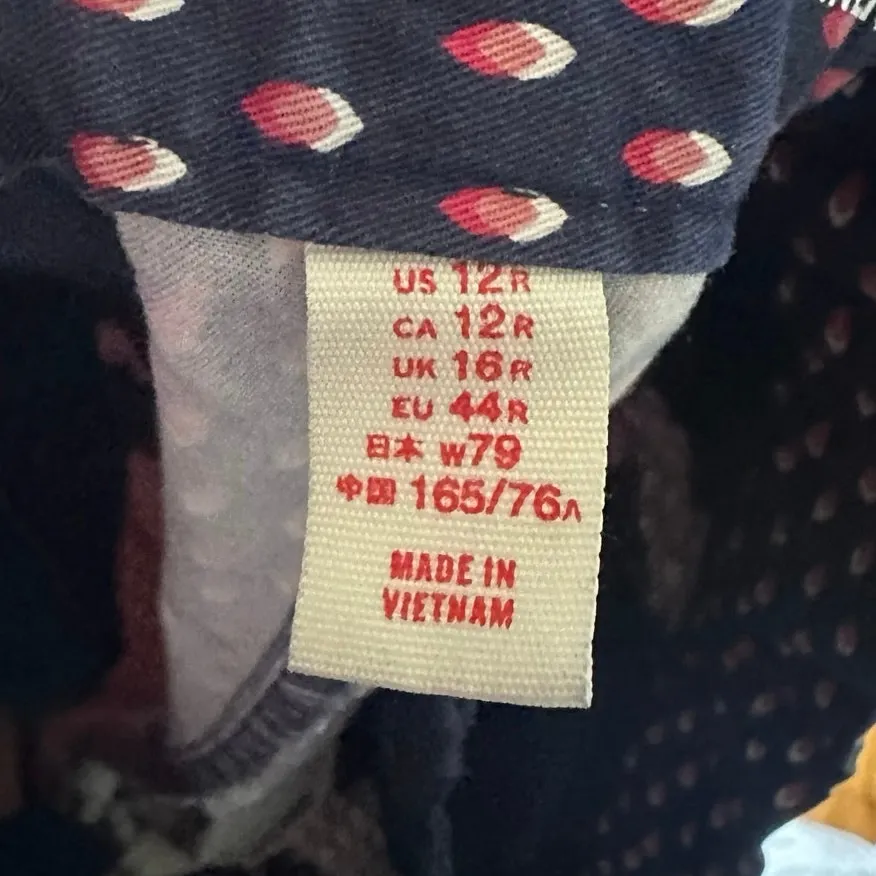 US 12R
CA 12R
UK 16R
EU 44R
日本 W79
中国 165/76A
MADE IN
VIETNAM